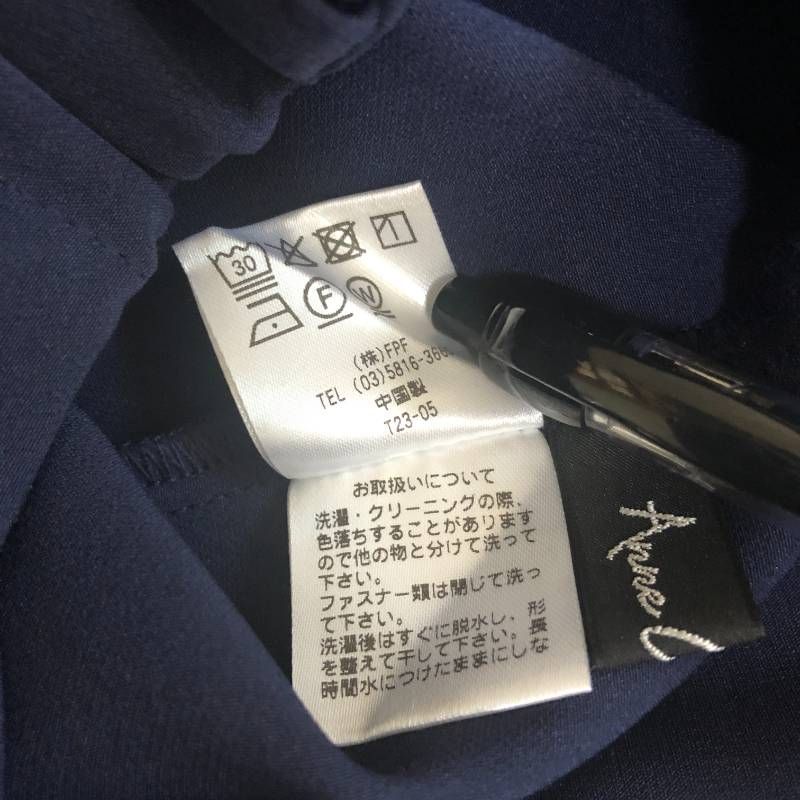 30
F
W
(株)FPF
TEL (03)5816-366
中国製
T23-05
お取扱いについて
洗濯・クリーニングの際、
色落ちすることがあります
ので他の物と分けて洗って
下さい。
ファスナー類は閉じて洗っ
て下さい。
洗濯後はすぐに脱水し、形
を整えて干して下さい。長
時間水につけたままにしな
Anne